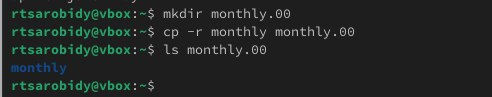 rtsarobidy@vbox:~$ mkdir monthly.00
rtsarobidy@vbox:~$ cp -r monthly monthly.00
rtsarobidy@vbox:~$ ls monthly.00
monthly
rtsarobidy@vbox:~$